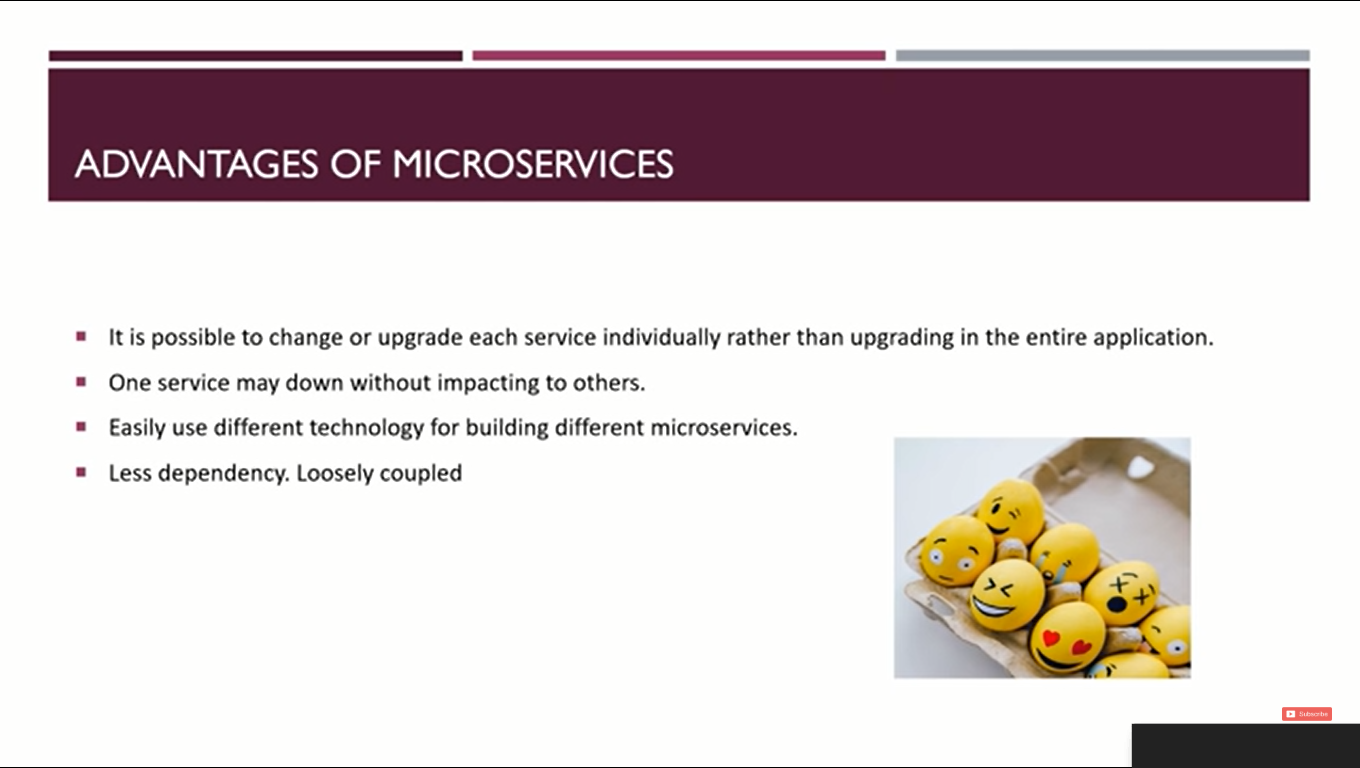 ADVANTAGES OF MICROSERVICES
It is possible to change or upgrade each service individually rather than upgrading in the entire application.
One service may down without impacting to others.
Easily use different technology for building different microservices.
Less dependency. Loosely coupled
Subscribe